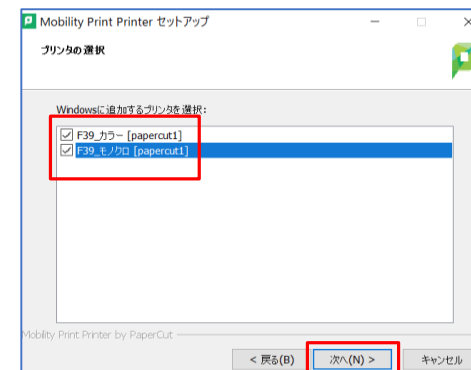 Mobility Print Printer セットアップ
プリンタの選択
Windowsに追加するプリンタを選択:
F39_カラー [papercut1]
F39_モノクロ [papercut1]
Mobility Print Printer by PaperCut
< 戻る(B)
次へ(N) >
キャンセル